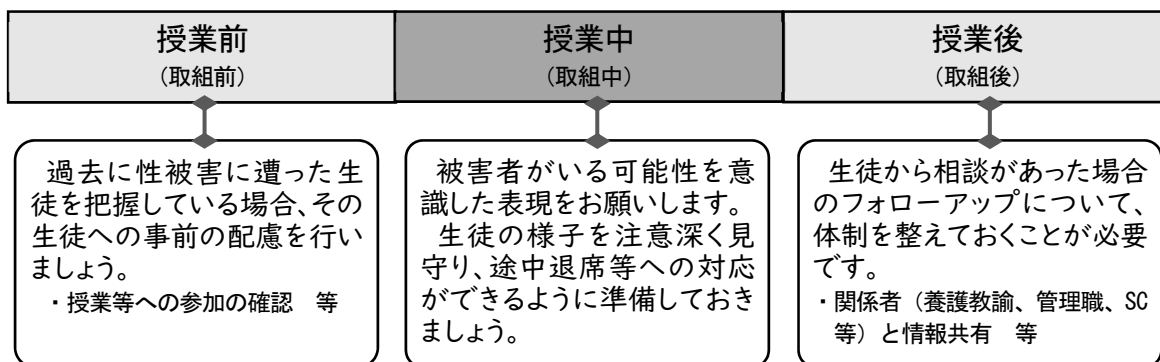 授業前
（取組前）
授業中
（取組中）
授業後
（取組後）
過去に性被害に遭った生
徒を把握している場合、その
生徒への事前の配慮を行い
ましょう。
・授業等への参加の確認　等
被害者がいる可能性を意
識した表現をお願いします。
生徒の様子を注意深く見
守り、途中退席等への対応
ができるように準備しておき
ましょう。
生徒から相談があった場合
のフォローアップについて、
体制を整えておくことが必要
です。
・関係者（養護教諭、管理職、SC
等）と情報共有　等